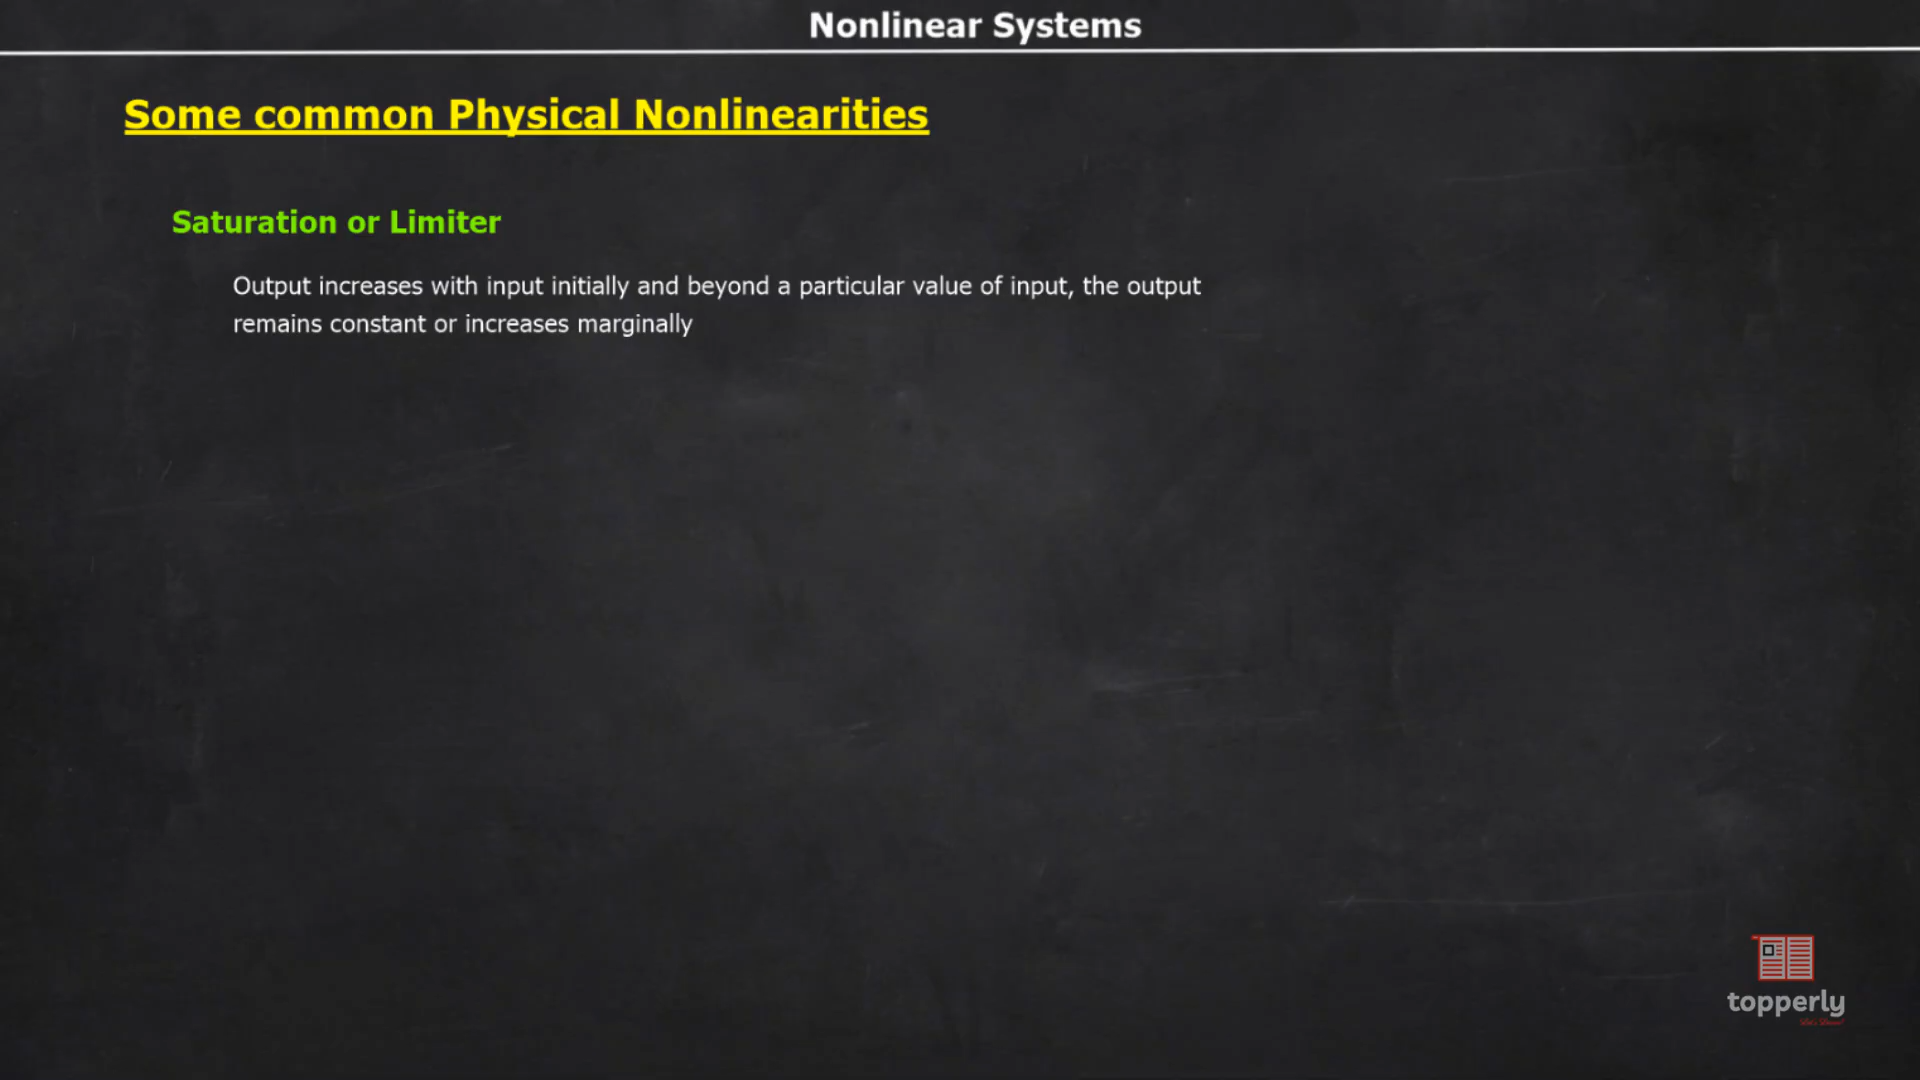 Nonlinear Systems
Some common Physical Nonlinearities
Saturation or Limiter
Output increases with input initially and beyond a particular value of input, the output
remains constant or increases marginally
topperly